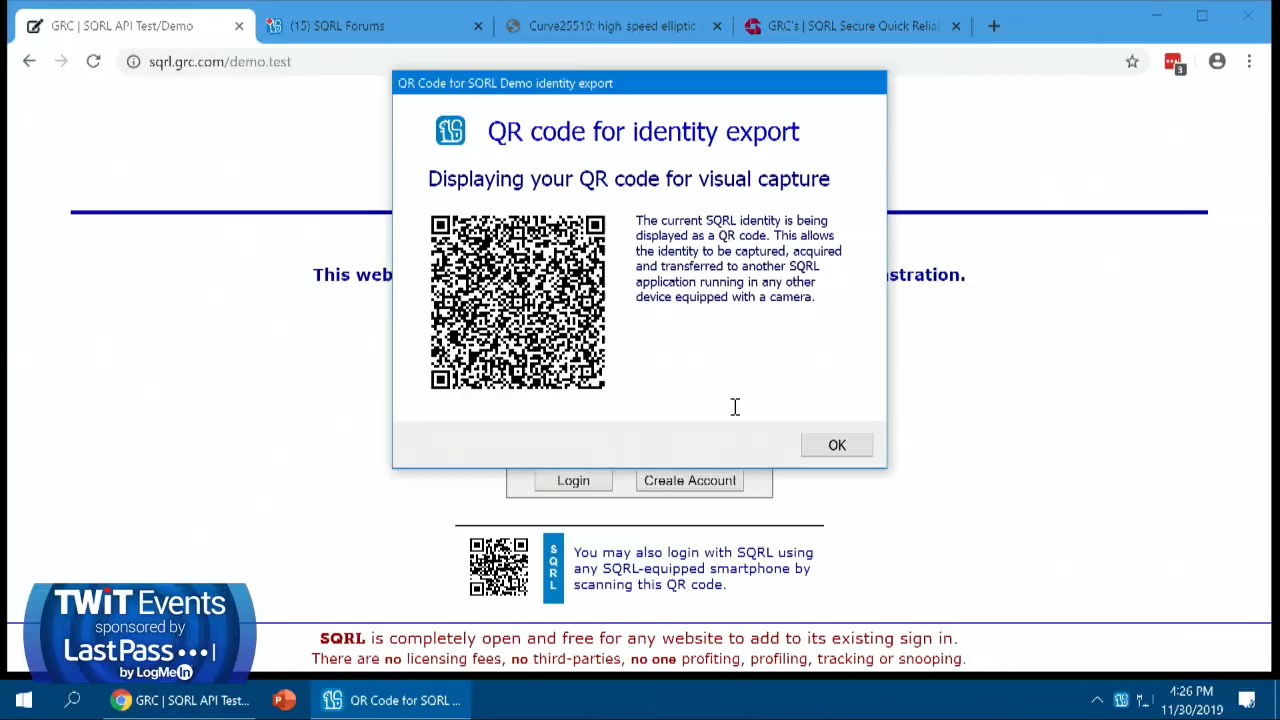 GRC | SQRL API Test/Demo
(15) SQRL Forums
Curve25519: high-speed elliptic
GRC's | SQRL Secure Quick Relia
sqrl.grc.com/demo.test
3
QR Code for SQRL Demo identity export
QR code for identity export
Displaying your QR code for visual capture
The current SQRL identity is being
displayed as a QR code. This allows
the identity to be captured, acquired
and transferred to another SQRL
application running in any other
device equipped with a camera.
OK
This web
stration.
Login
Create Account
SQRL
You may also login with SQRL using
any SQRL-equipped smartphone by
scanning this QR code.
TWiT Events
sponsored by
LastPass •••|
by LogMeIn
SQRL is completely open and free for any website to add to its existing sign in.
There are no licensing fees, no third-parties, no one profiting, profiling, tracking or snooping.
GRC | SQRL API Test...
QR Code for SQRL ...
4:26 PM
11/30/2019